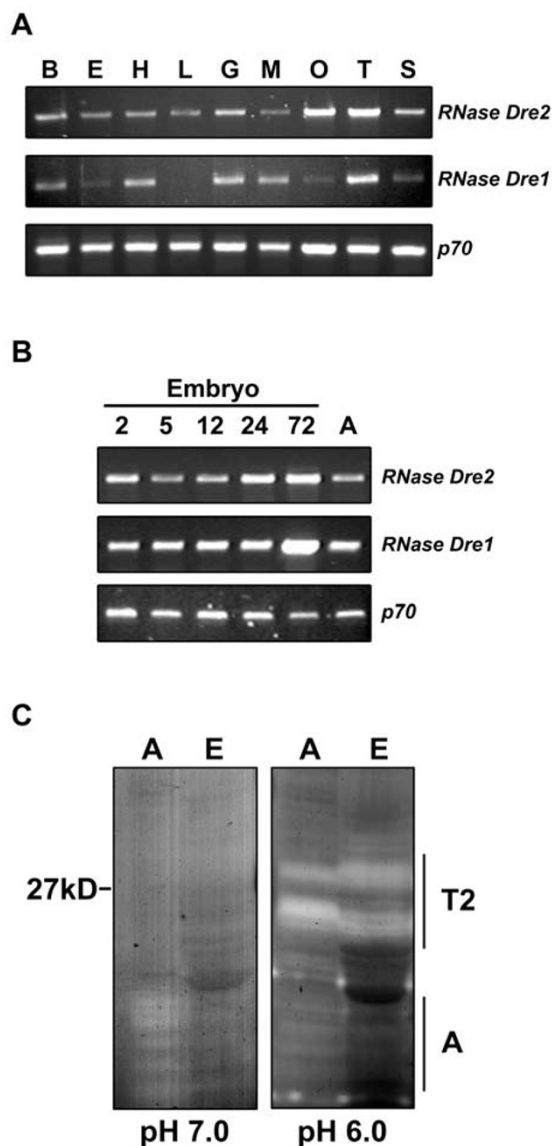 A
B E H L G M O T S
RNase Dre2
RNase Dre1
p70
B
Embryo
2 5 12 24 72 A
RNase Dre2
RNase Dre1
p70
C
A E A E
27kD
T2
A
pH 7.0 pH 6.0